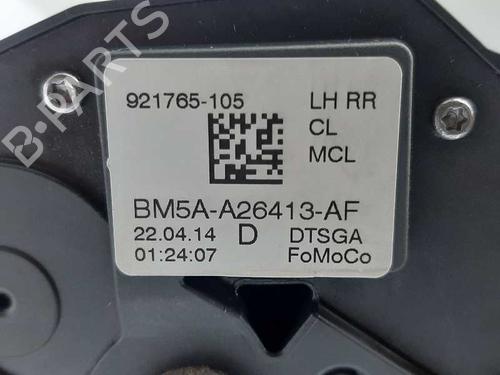 B-PARTS
921765-105 LH RR
CL
MCL
BM5A-A26413-AF
22.04.14 D DTSGA
01:24:07 FoMoCo